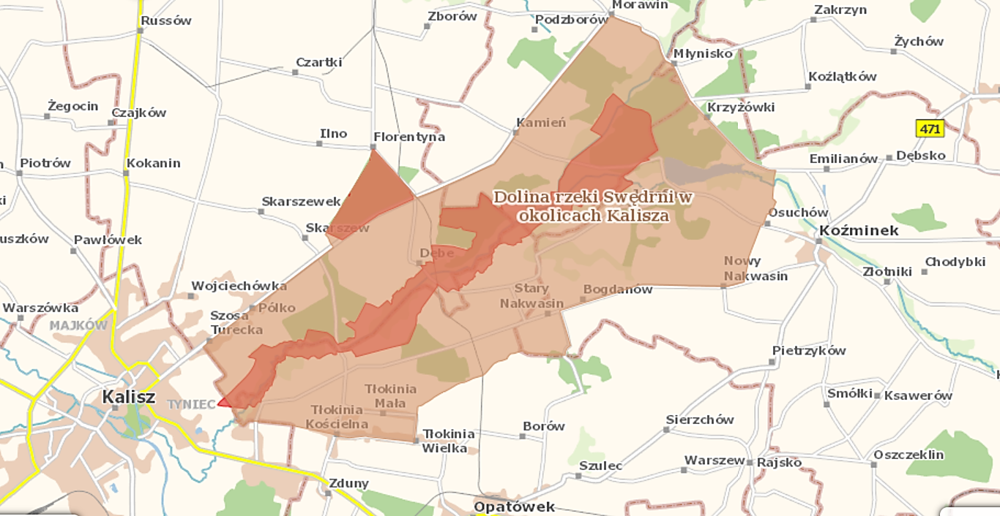 Morawin
Zakrzyn
Zborów
Podzborów
Russów
Żychów
Młynisko
Czartki
Koźlątków
Żegocin
Czajków
Krzyżówki
Kamień
471
Ilno
Florentyna
Emilianów
Dębsko
Piotrów
Kokanin
Dolina rzeki Swędrni w
okolicach Kalisza
Skarszewek
Osuchów
Skarszew
Koźminek
Pawłówek
Dębe
Nowy
Nakwasin
Chodybki
Złotniki
Wojciechówka
Stary
Nakwasin
Bogdanów
Warszówka
Pólko
MAJKÓW
Szosa
Turecka
Pietrzyków
Kalisz
TYNIEC
Tłokinia
Mała
Smółki
Ksawerów
Tłokinia
Kościelna
Sierzchów
Borów
Tłokinia
Wielka
Oszczeklin
Szulec
Warszew
Rajsko
Zduny
Opatówek